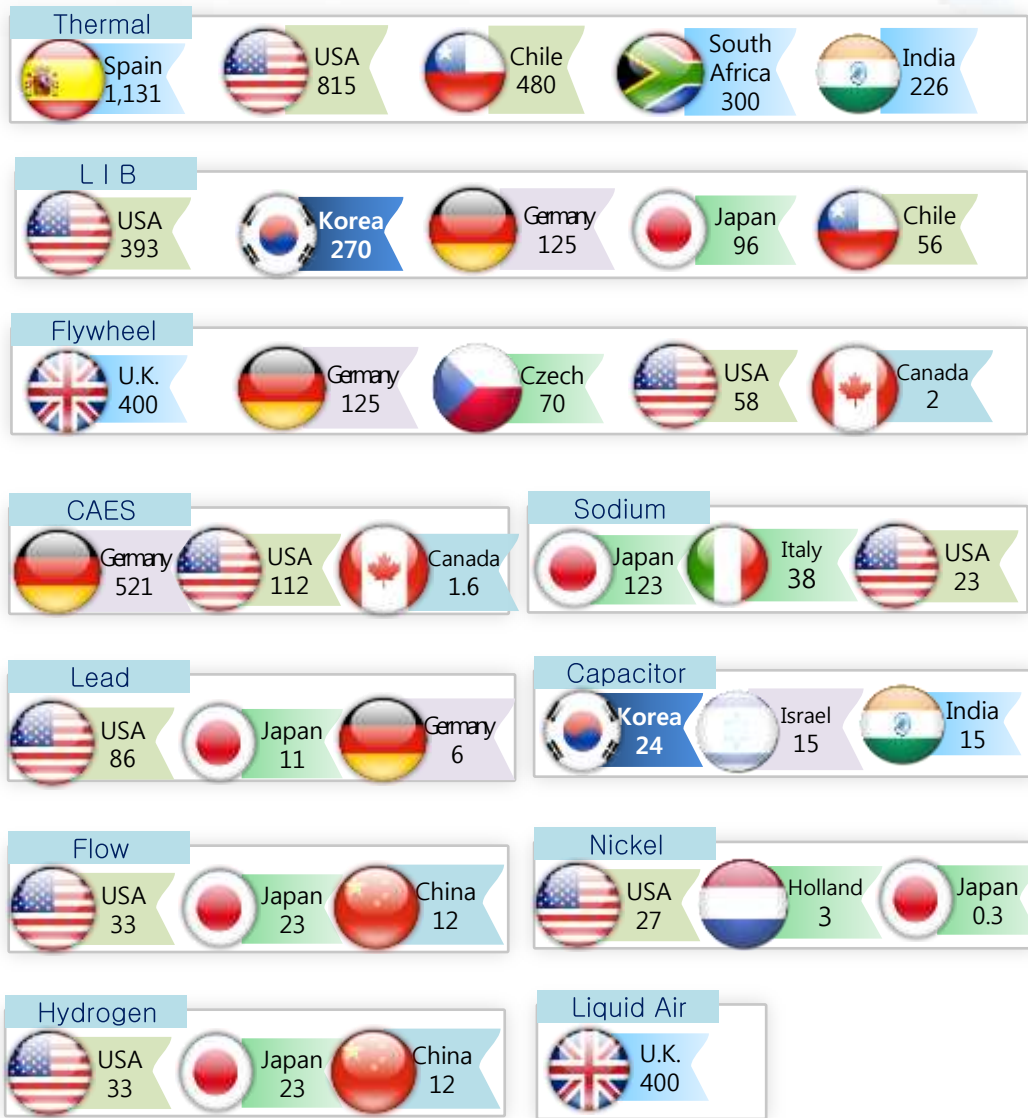 Thermal
Spain
1,131
USA
815
Chile
480
South
Africa
300
India
226
L I B
USA
393
Korea
270
Germany
125
Japan
96
Chile
56
Flywheel
U.K.
400
Germany
125
Czech
70
USA
58
Canada
2
CAES
Germany
521
USA
112
Canada
1.6
Sodium
Japan
123
Italy
38
USA
23
Lead
USA
86
Japan
11
Germany
6
Capacitor
Korea
24
Israel
15
India
15
Flow
USA
33
Japan
23
China
12
Nickel
USA
27
Holland
3
Japan
0.3
Hydrogen
USA
33
Japan
23
China
12
Liquid Air
U.K.
400